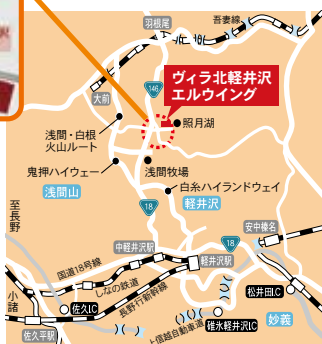 羽根尾
吾妻線
146
ヴィラ北軽井沢
エルウイング
大前
照月湖
浅間・白根
火山ルート
鬼押ハイウェー
浅間牧場
浅間山
白糸ハイランドウェイ
軽井沢
18
至長野
安中榛名
中軽井沢駅
18
軽井沢駅
国道18号線
しなの鉄道
長野行新幹線
松井田I.C
小諸
佐久IC
碓氷軽井沢IC
妙義
佐久平駅
上信越自動車道